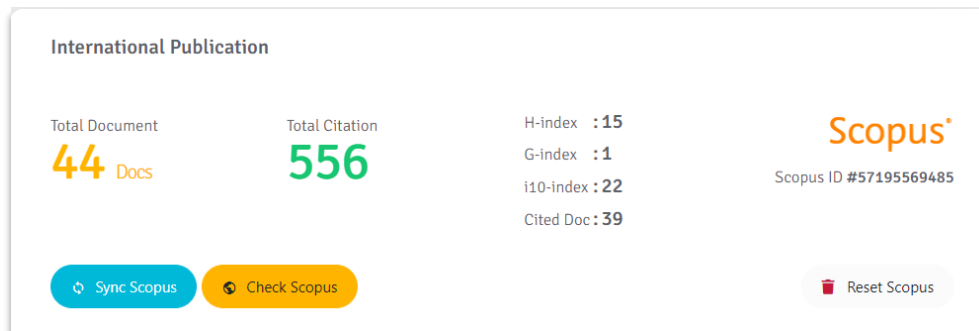 International Publication
Total Document
44 Docs
Total Citation
556
H-index : 15
G-index : 1
i10-index : 22
Cited Doc : 39
Scopus®
Scopus ID #57195569485
Sync Scopus
Check Scopus
Reset Scopus